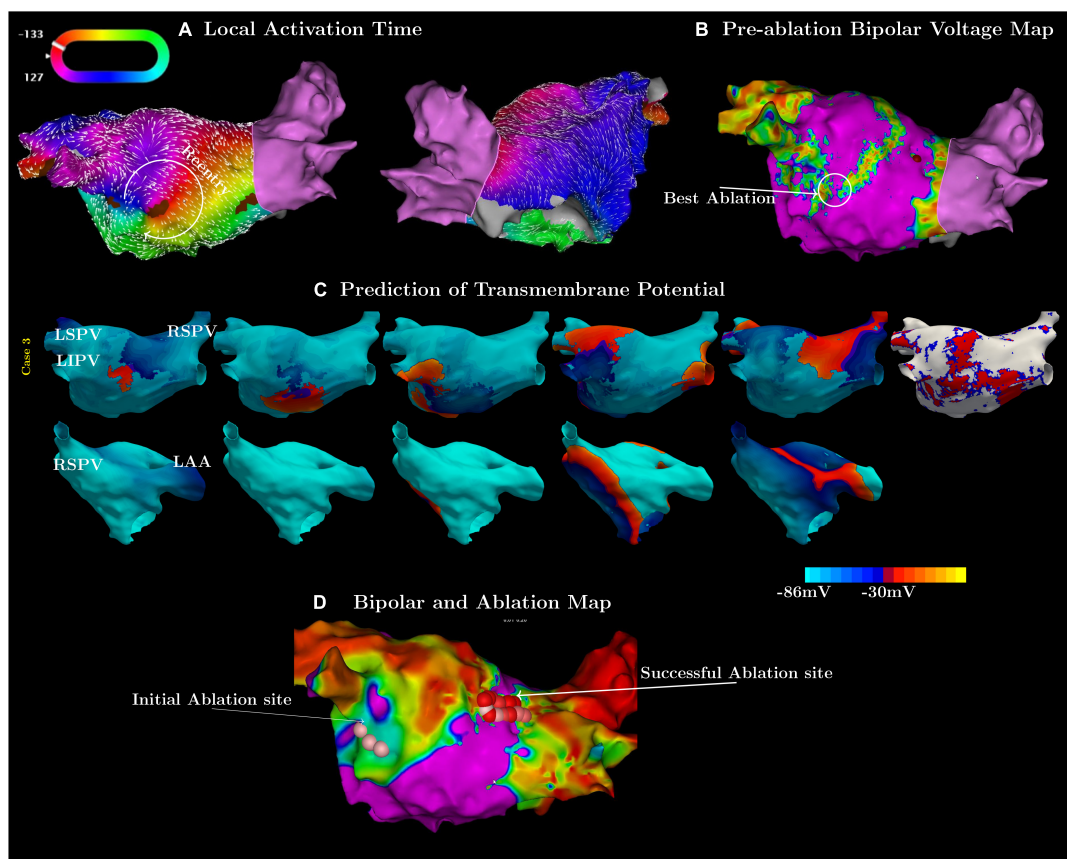 A Local Activation Time
B Pre-ablation Bipolar Voltage Map
-133
127
Reentry
Best Ablation
C Prediction of Transmembrane Potential
Case 3
LSPV
RSPV
LIPV
RSPV
LAA
-86mV
-30mV
D Bipolar and Ablation Map
Successful Ablation site
Initial Ablation site